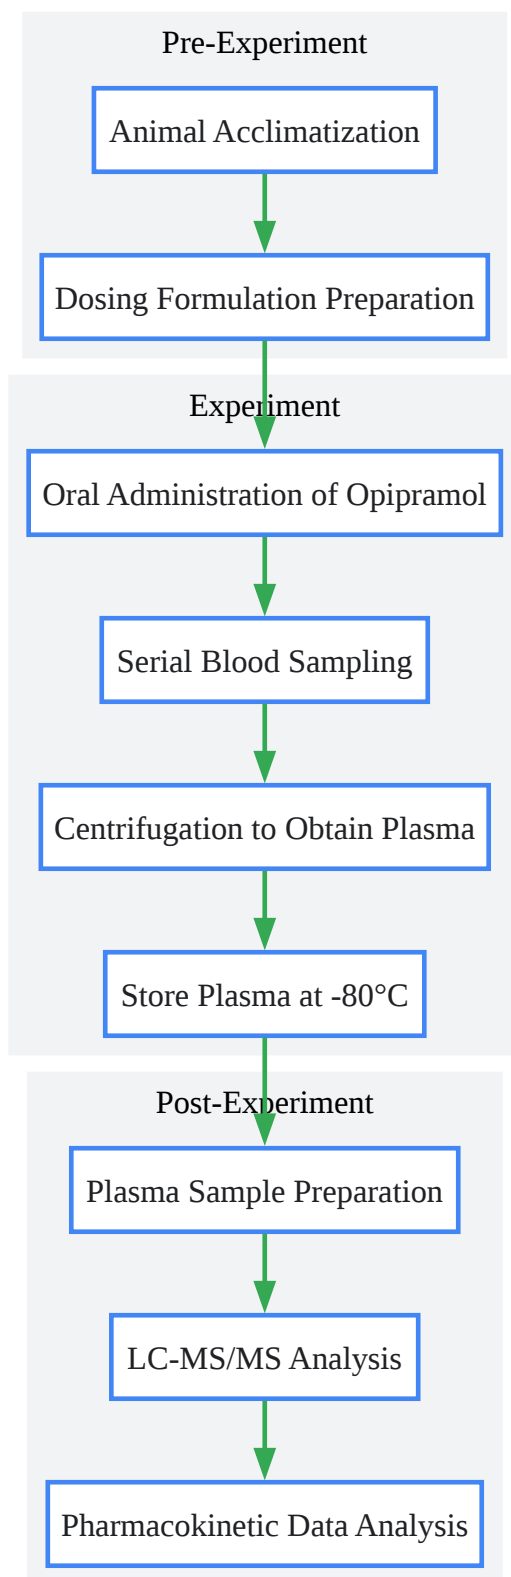 Pre-Experiment
Animal Acclimatization
Dosing Formulation Preparation
Experiment
Oral Administration of Opipramol
Serial Blood Sampling
Centrifugation to Obtain Plasma
Store Plasma at -80°C
Post-Experiment
Plasma Sample Preparation
LC-MS/MS Analysis
Pharmacokinetic Data Analysis